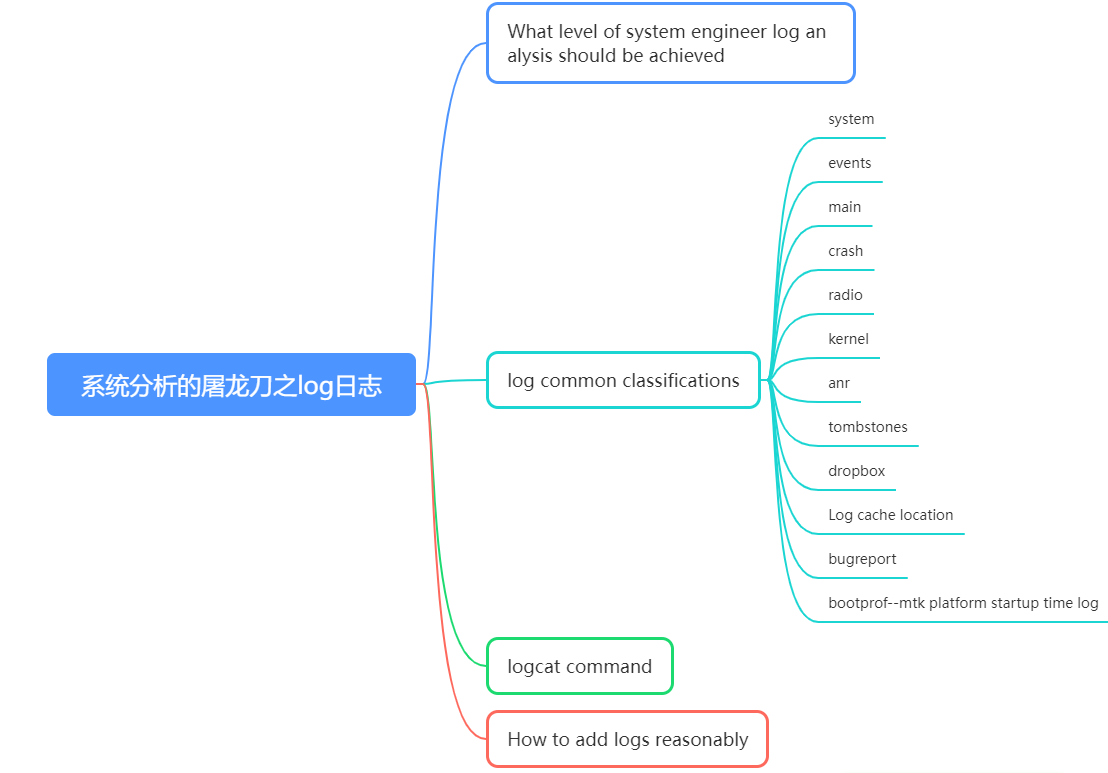 What level of system engineer log an
alysis should be achieved
system
events
main
crash
radio
kernel
系统分析的屠龙刀之log日志
log common classifications
anr
tombstones
dropbox
Log cache location
bugreport
bootprof--mtk platform startup time log
logcat command
How to add logs reasonably